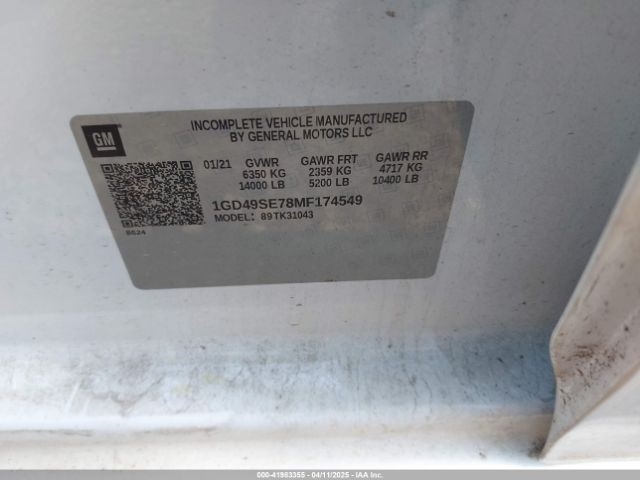 GM
INCOMPLETE VEHICLE MANUFACTURED
BY GENERAL MOTORS LLC
01/21 GVWR GAWR FRT GAWR RR
6350 KG 2359 KG 4717 KG
14000 LB 5200 LB 10400 LB
1GD49SE78MF174549
MODEL: 89TK31043
8624
000-41983355 - 04/11/2025 - IAA Inc.